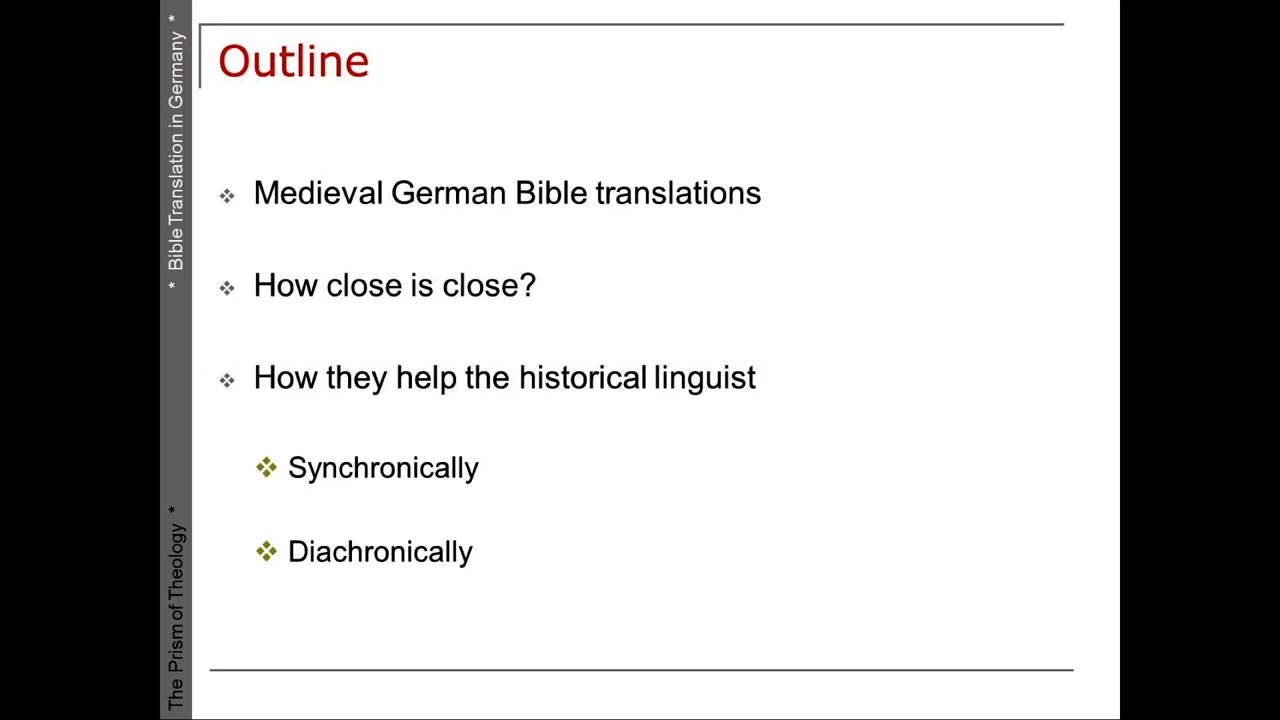 Outline
Medieval German Bible translations
How close is close?
How they help the historical linguist
Synchronically
Diachronically
The Prism of Theology *
* Bible Translation in Germany *